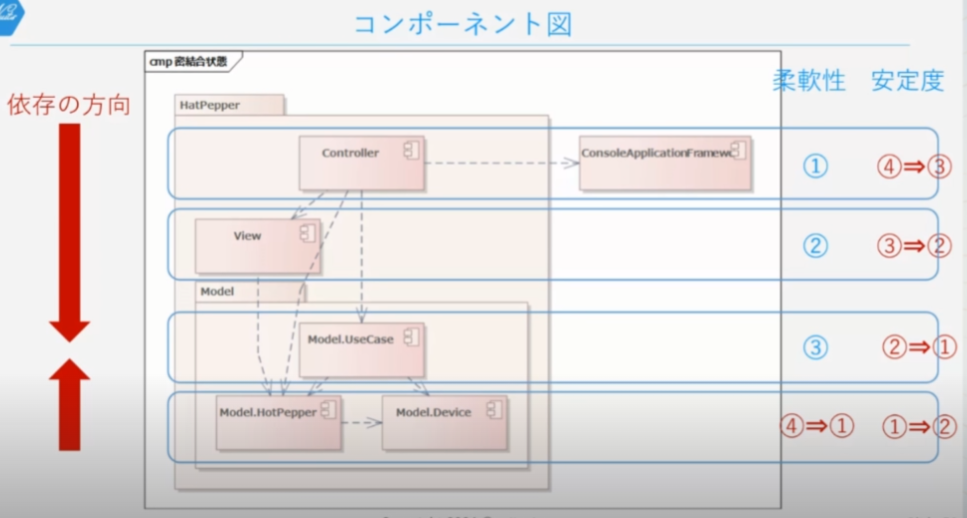 コンポーネント図
cmp 密結合状態
柔軟性 安定度
依存の方向
HatPepper
Controller
ConsoleApplicationFramewo
① ④⇒③
View
② ③⇒②
Model
Model.UseCase
③ ②⇒①
Model.HotPepper
Model.Device
④⇒① ①⇒②